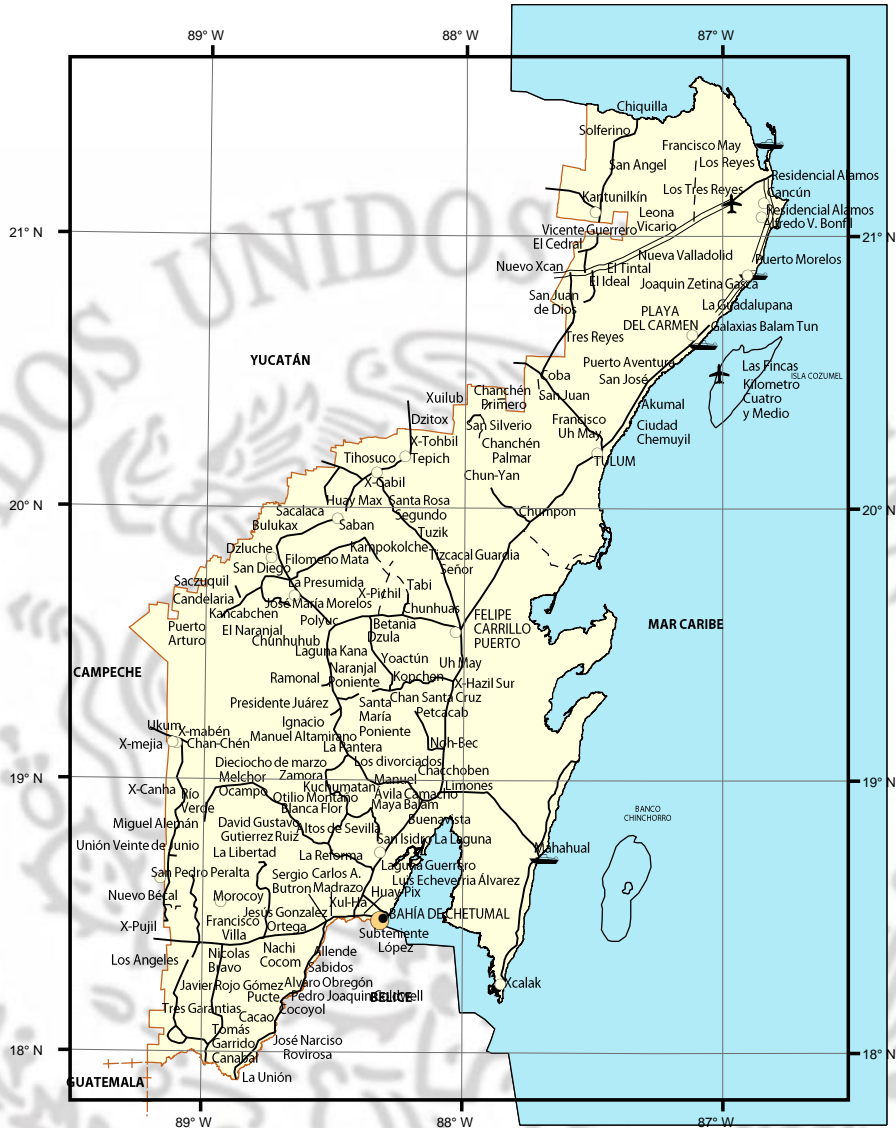 89° W
88° W
87° W
Chiquilla
Solferino
Francisco May
San Angel
Los Reyes
Residencial Alamos
Los Tres Reyes
Cancún
Kantunilkín
Leona
Vicario
Residencial Alamos
Alfredo V. Bonfil
21° N
21° N
Vicente Guerrero
El Cedral
UNIDOS
DOS
Nuevo Xcan
El Tintal
Nueva Valladolid
Puerto Morelos
El Ideal
Joaquin Zetina Gasca
San Juan
de Dios
La Guadalupana
PLAYA
DEL CARMEN
Galaxias Balam Tun
Tres Reyes
YUCATÁN
Puerto Aventura
Las Fincas
ISLA COZUMEL
Coba
San José
Kilometro
Cuatro
y Medio
Xuilub
Chanchén
Primero
San Juan
Akumal
Dzitox
San Silverio
Francisco
Uh May
Ciudad
Chemuyil
X-Tohbil
Chanchén
Palmar
Tihosuco
Tepich
TULUM
X-Cabil
Chun-Yan
20° N
20° N
Huay Max
Santa Rosa
Segundo
Sacalaca
Chumpon
Bulukax
Saban
Tuzik
Dzluche
Kampokolche
Tizcacal Guardia
Filomeno Mata
San Diego
Señor
Saczuquil
La Presumida
Tabi
Candelaria
X-Pichil
José María Morelos
Chunhuas
Kancabchen
Polyuc
FELIPE
CARRILLO
PUERTO
Puerto
Arturo
El Naranjal
Betania
Dzula
MAR CARIBE
Chunhuhub
Laguna Kana
Yoactún
Uh May
CAMPECHE
Naranjal
Poniente
Ramonal
Konchen
X-Hazil Sur
Chan Santa
Cruz
Presidente Juárez
Santa
María
Poniente
Petcacab
Ignacio
Manuel Altamirano
Ukum
X-mabén
X-mejia
Chan-Chén
La Pantera
Noh-Bec
Dieciocho de marzo
Los divorciados
Chacchoben
19° N
19° N
Melchor
Ocampo
Zamora
Manuel
Avila Camacho
Limones
X-Canha
Río
Verde
Kuchumatan
Otilio Montaño
Maya Balam
BANCO
CHINCHORRO
Blanca Flor
Miguel Alemán
David Gustavo
Gutierrez Ruiz
Altos de Sevilla
Buenavista
Unión Veinte de Junio
San Isidro La Laguna
Mahahual
La Libertad
La Reforma
San Pedro Peralta
Laguna Guerrero
Sergio
Butron
Carlos A.
Madrazo
Luis Echeverria Álvarez
Nuevo Bécal
Morocoy
Huay-Pix
Xul-Ha
Jesús Gonzalez
Ortega
BAHÍA DE CHETUMAL
X-Pujil
Francisco
Villa
Subteniente
López
Los Angeles
Nicolas
Bravo
Nachi
Cocom
Allende
Sabidos
Javier Rojo Gómez
Alvaro Obregón
Xcalak
Pucte
Pedro Joaquin Coldwell
BELICE
Tres Garantias
Cacao
Cocoyol
Tomás
Garrido
Canabal
José Narciso
Rovirosa
18° N
18° N
La Unión
GUATEMALA
89° W
88° W
87° W